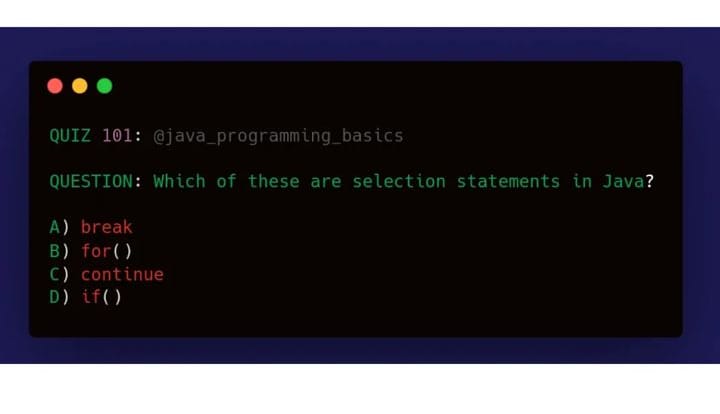 QUIZ 101: @java_programming_basics
QUESTION: Which of these are selection statements in Java?
A) break
B) for()
C) continue
D) if()